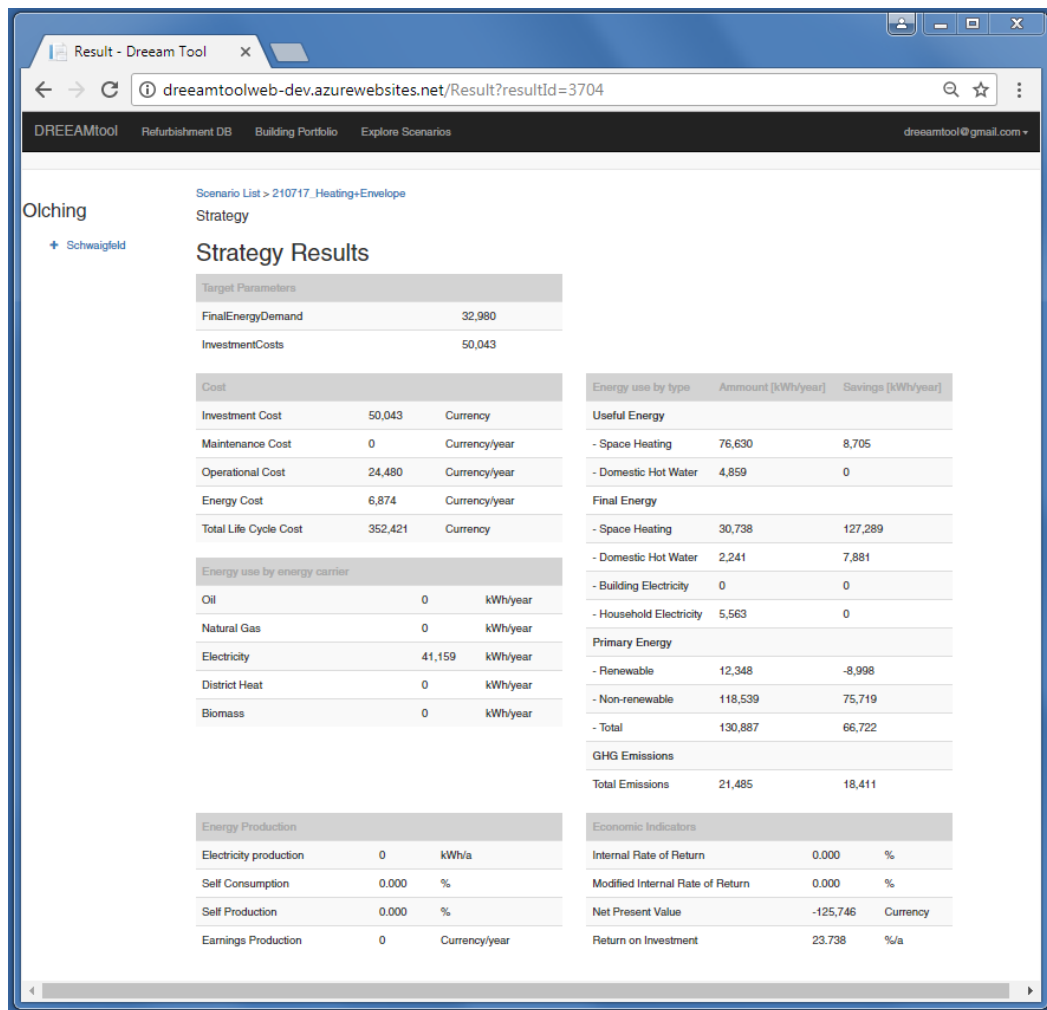 Result - Dreeam Tool
dreeamtoolweb-dev.azurewebsites.net/Result?resultId=3704
DREEAMtool Refurbishment DB Building Portfolio Explore Scenarios dreeamtool@gmail.com
Olching
+ Schwaigfeld
Scenario List > 210717_Heating+Envelope
Strategy
Strategy Results
Target Parameters
FinalEnergyDemand 32,980
InvestmentCosts 50,043
Cost
Investment Cost 50,043 Currency
Maintenance Cost 0 Currency/year
Operational Cost 24,480 Currency/year
Energy Cost 6,874 Currency/year
Total Life Cycle Cost 352,421 Currency
Energy use by energy carrier
Oil 0 kWh/year
Natural Gas 0 kWh/year
Electricity 41,159 kWh/year
District Heat 0 kWh/year
Biomass 0 kWh/year
Energy use by type Ammount [kWh/year] Savings [kWh/year]
Useful Energy
- Space Heating 76,630 8,705
- Domestic Hot Water 4,859 0
Final Energy
- Space Heating 30,738 127,289
- Domestic Hot Water 2,241 7,881
- Building Electricity 0 0
- Household Electricity 5,563 0
Primary Energy
- Renewable 12,348 -8,998
- Non-renewable 118,539 75,719
- Total 130,887 66,722
GHG Emissions
Total Emissions 21,485 18,411
Energy Production
Electricity production 0 kWh/a
Self Consumption 0.000 %
Self Production 0.000 %
Earnings Production 0 Currency/year
Economic Indicators
Internal Rate of Return 0.000 %
Modified Internal Rate of Return 0.000 %
Net Present Value -125,746 Currency
Return on Investment 23.738 %/a